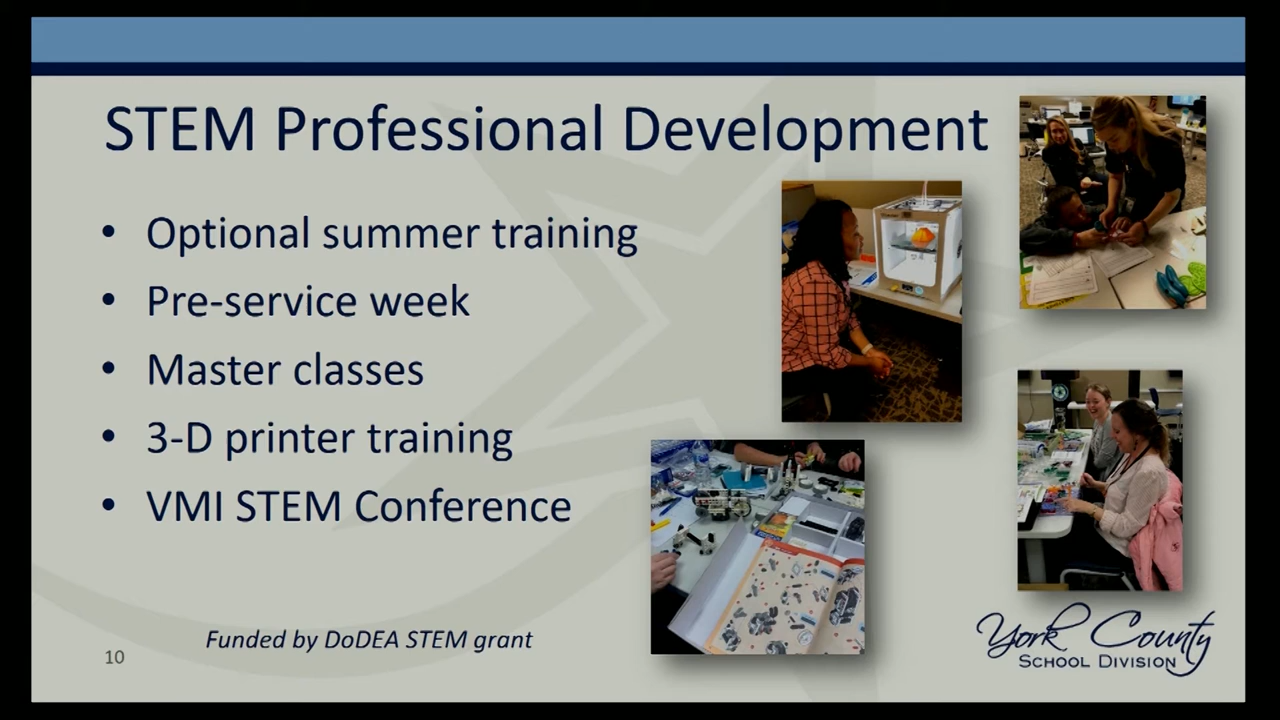 STEM Professional Development
• Optional summer training
• Pre-service week
• Master classes
• 3-D printer training
• VMI STEM Conference
Funded by DoDEA STEM grant
10
York County
SCHOOL DIVISION